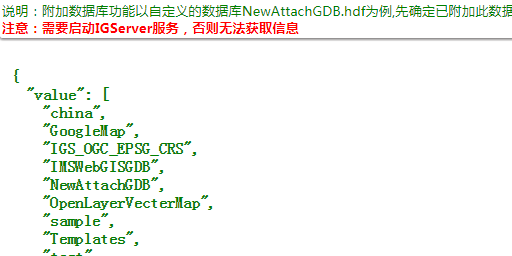 说明：附加数据库功能以自定义的数据库NewAttachGDB.hdf为例,先确定已附加此数据
注意：需要启动IGServer服务，否则无法获取信息
{
"value": [
"china",
"GoogleMap",
"IGS_OGC_EPSG_CRS",
"IMSWebGISGDB",
"NewAttachGDB",
"OpenLayerVecterMap",
"sample",
"Templates",